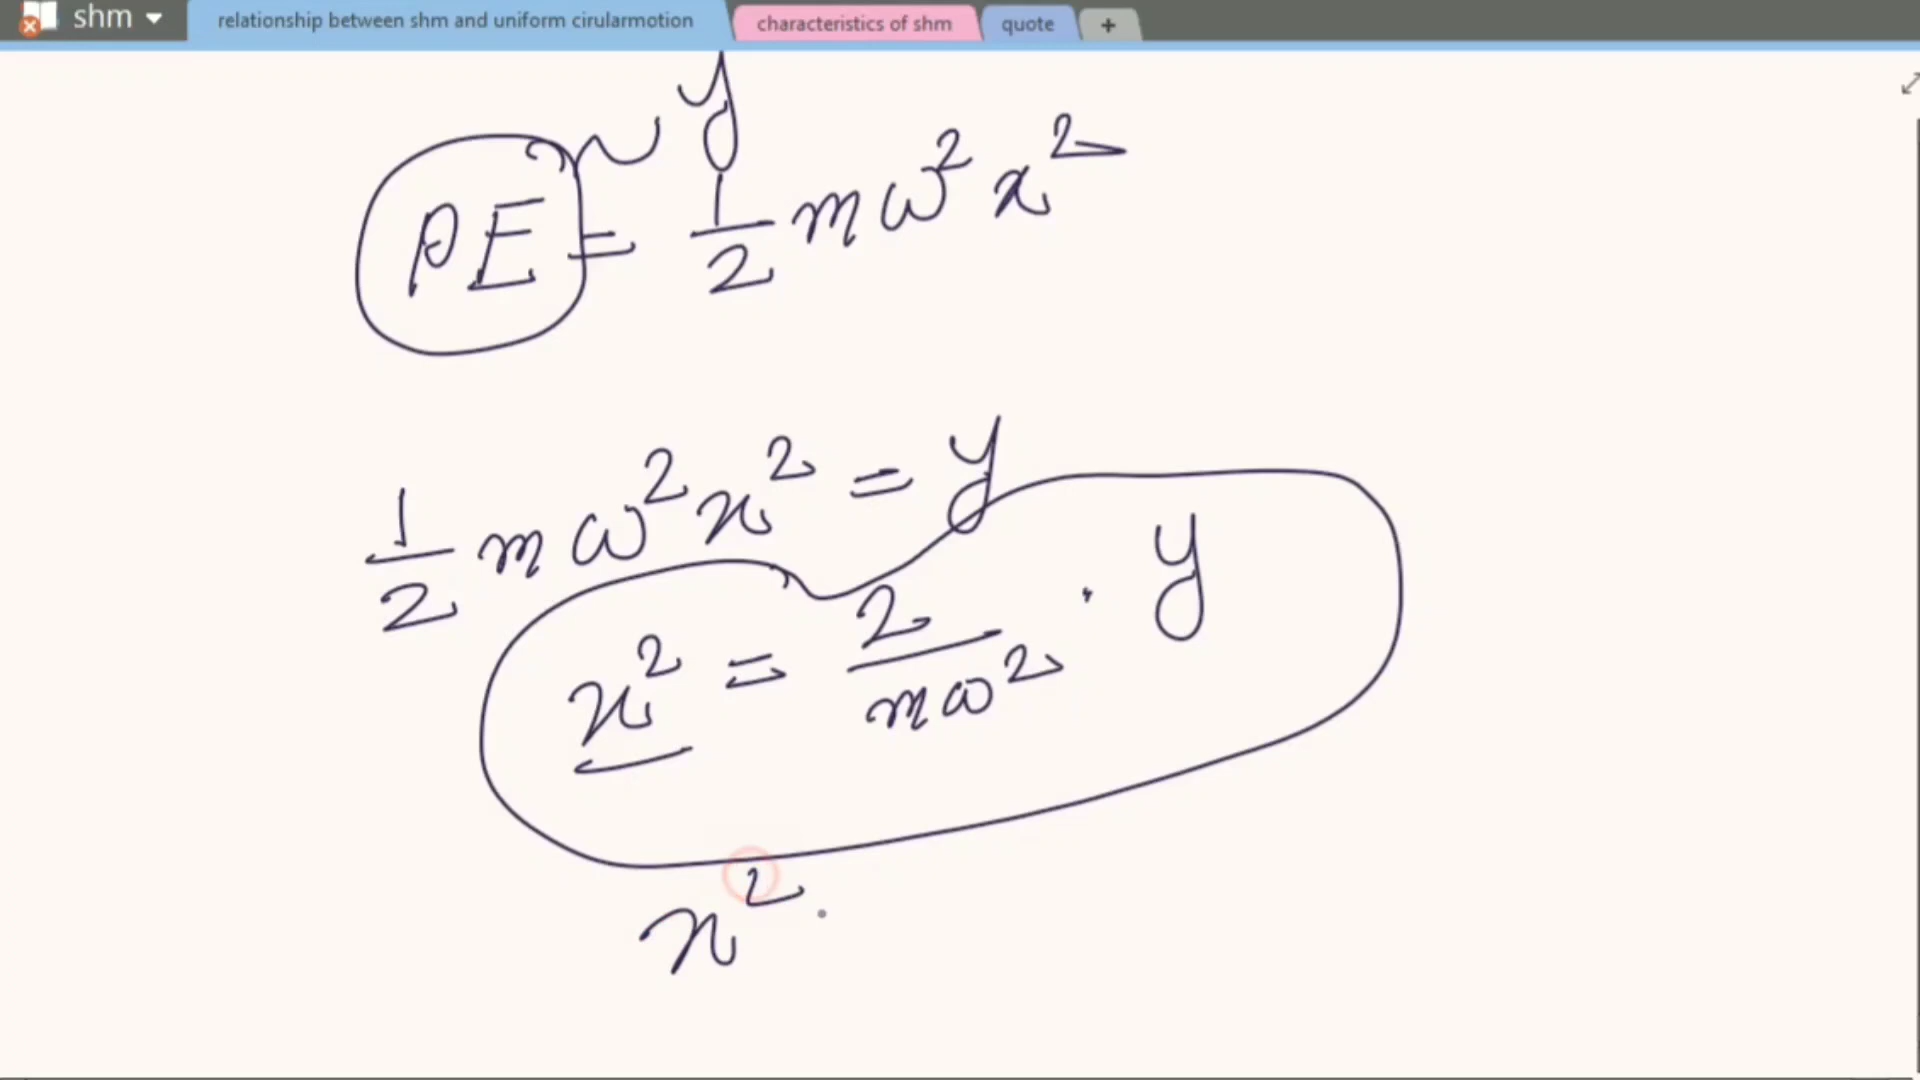 shm
relationship between shm and uniform cirularmotion
characteristics of shm
quote
+
y
PE = 1/2 mω² x²
1/2 mω² x² = y
x² = 2/mω² · y
x²